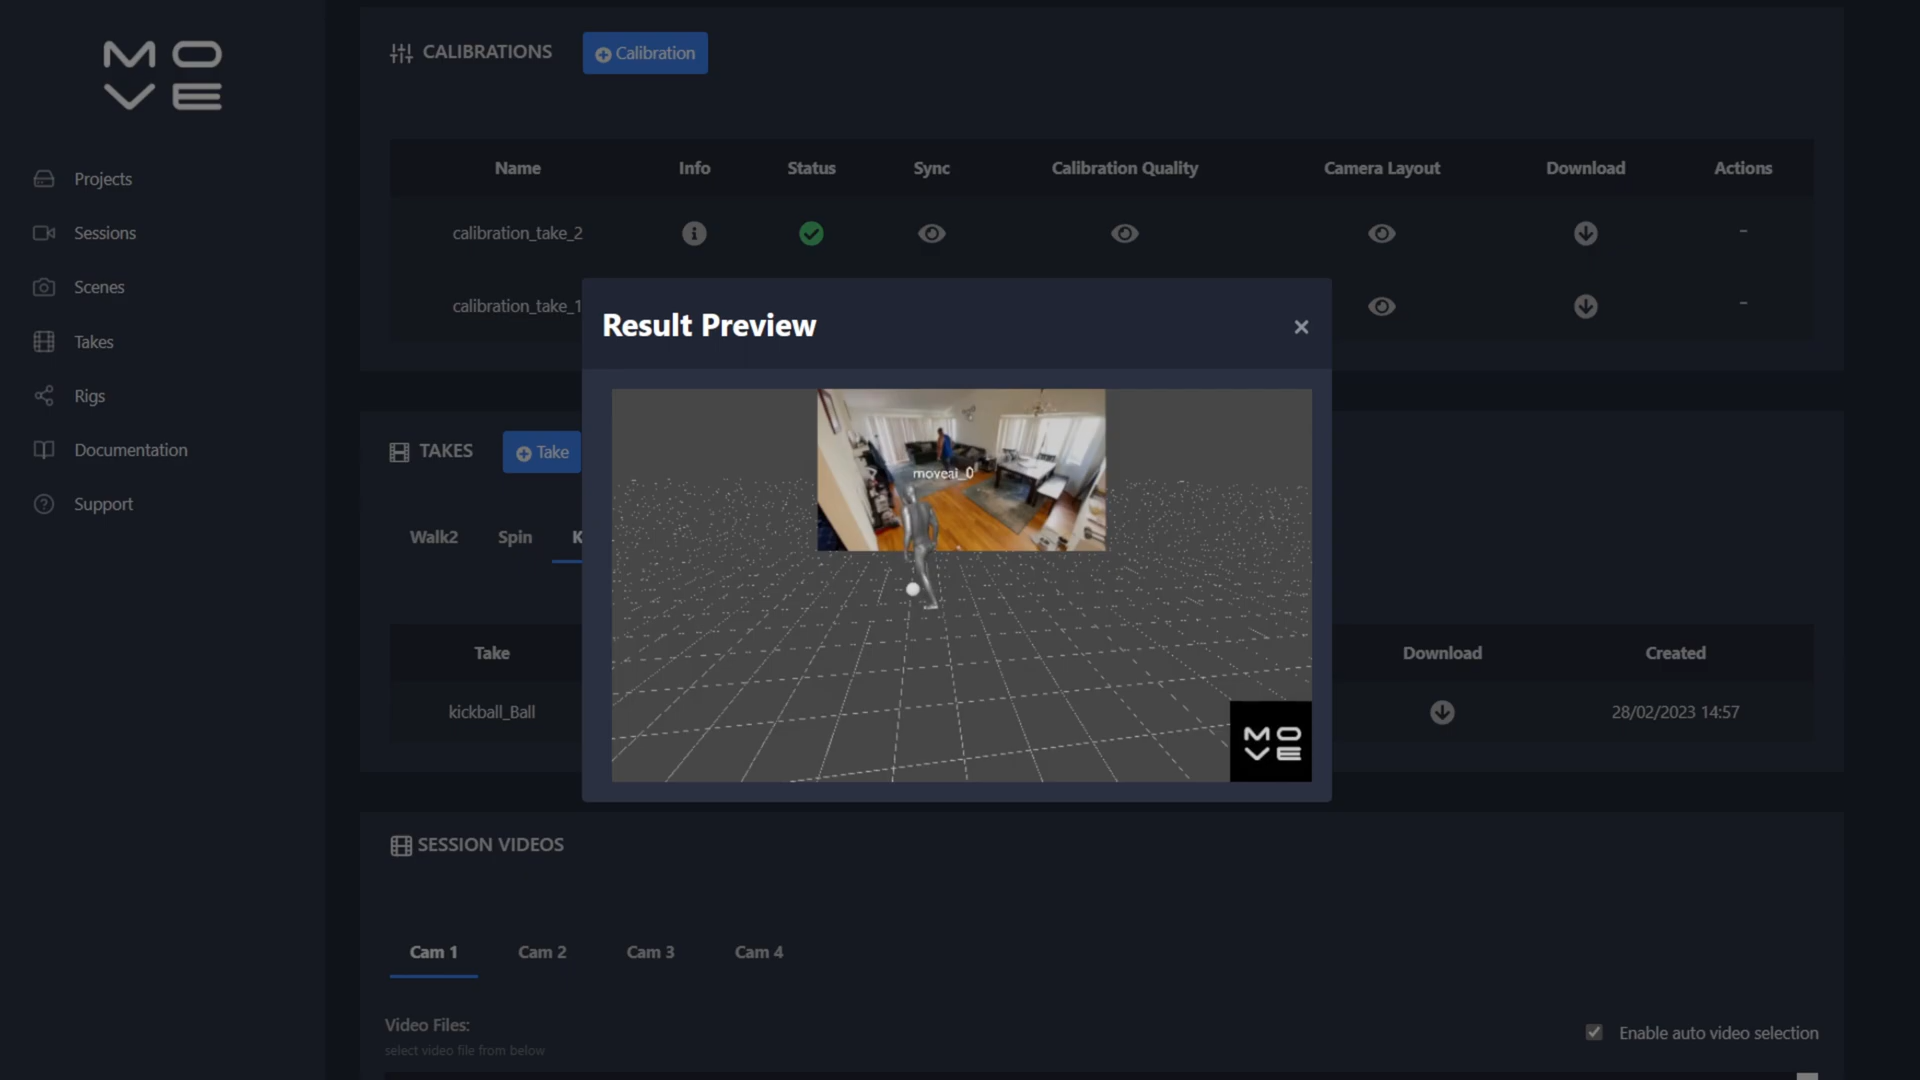 MOVE
Projects
Sessions
Scenes
Takes
Rigs
Documentation
Support
CALIBRATIONS
Calibration
Name Info Status Sync Calibration Quality Camera Layout Download Actions
calibration_take_2 -
calibration_take_1 -
Result Preview
×
moveai_0
MOVE
TAKES
Take
Walk2 Spin K
Take Download Created
kickball_Ball 28/02/2023 14:57
SESSION VIDEOS
Cam 1 Cam 2 Cam 3 Cam 4
Video Files:
select video file from below
Enable auto video selection